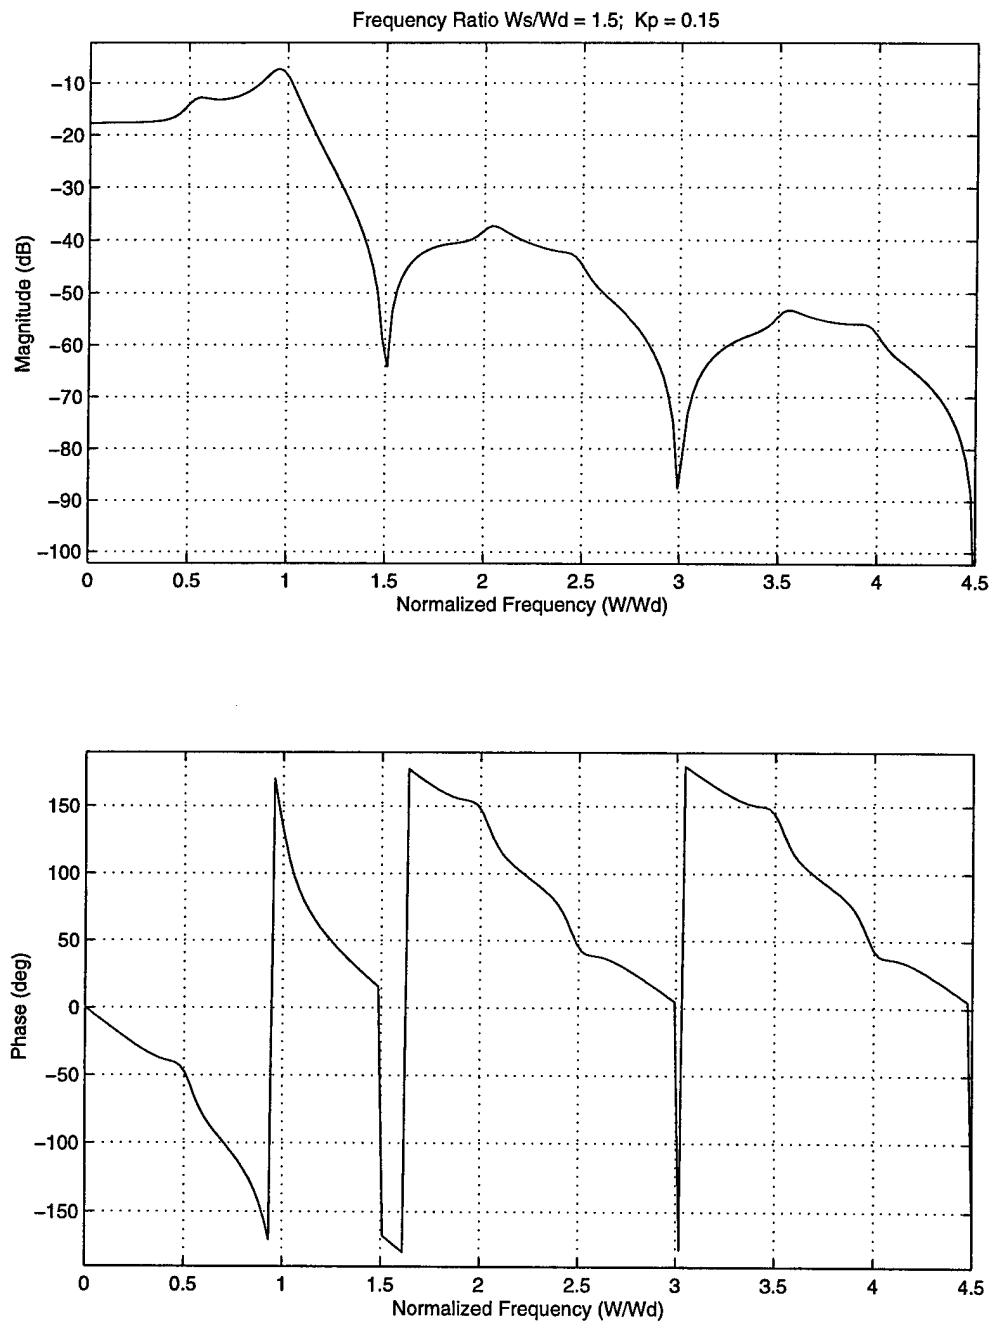 Frequency Ratio Ws/Wd = 1.5; Kp = 0.15
Magnitude (dB)
−10
−20
−30
−40
−50
−60
−70
−80
−90
−100
0 0.5 1 1.5 2 2.5 3 3.5 4 4.5
Normalized Frequency (W/Wd)
Phase (deg)
150
100
50
0
−50
−100
−150
0 0.5 1 1.5 2 2.5 3 3.5 4 4.5
Normalized Frequency (W/Wd)